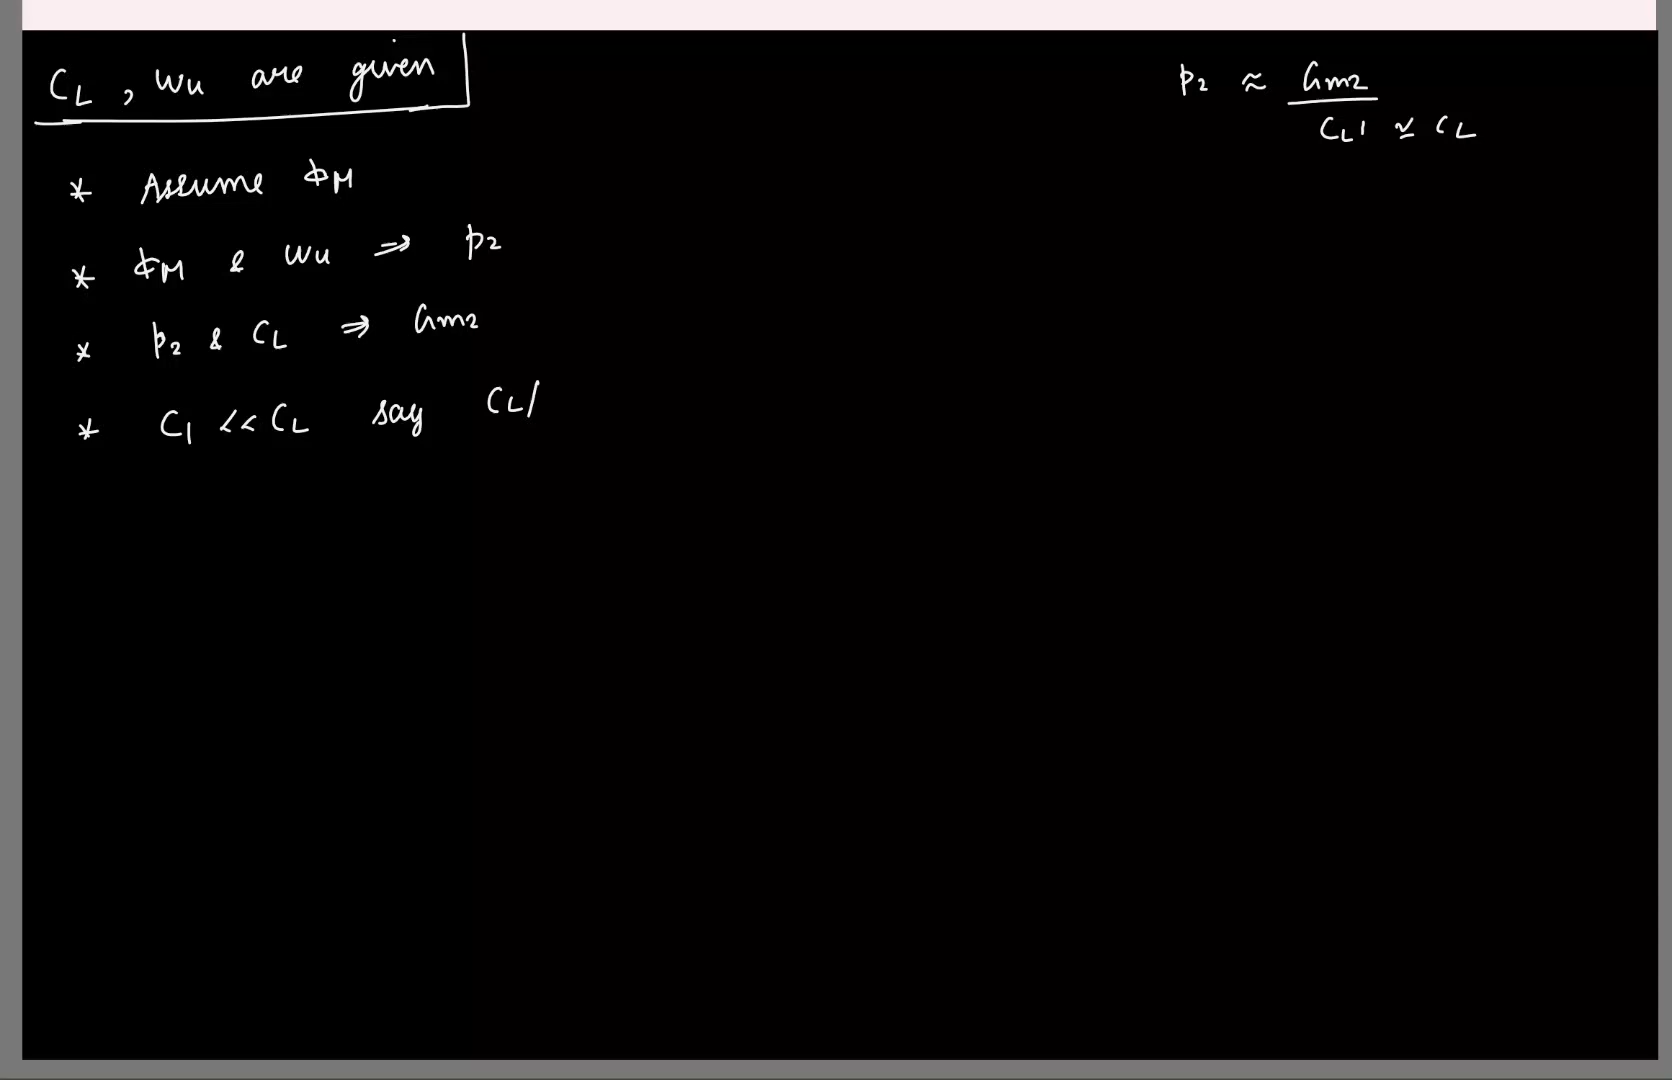 CL, wu are given
* Assume ϕM
* ϕM & wu ⇒ p2
* p2 & CL ⇒ Gm2
* C1 << CL say CL/
p2 ≈ Gm2
CL1 ≃ CL